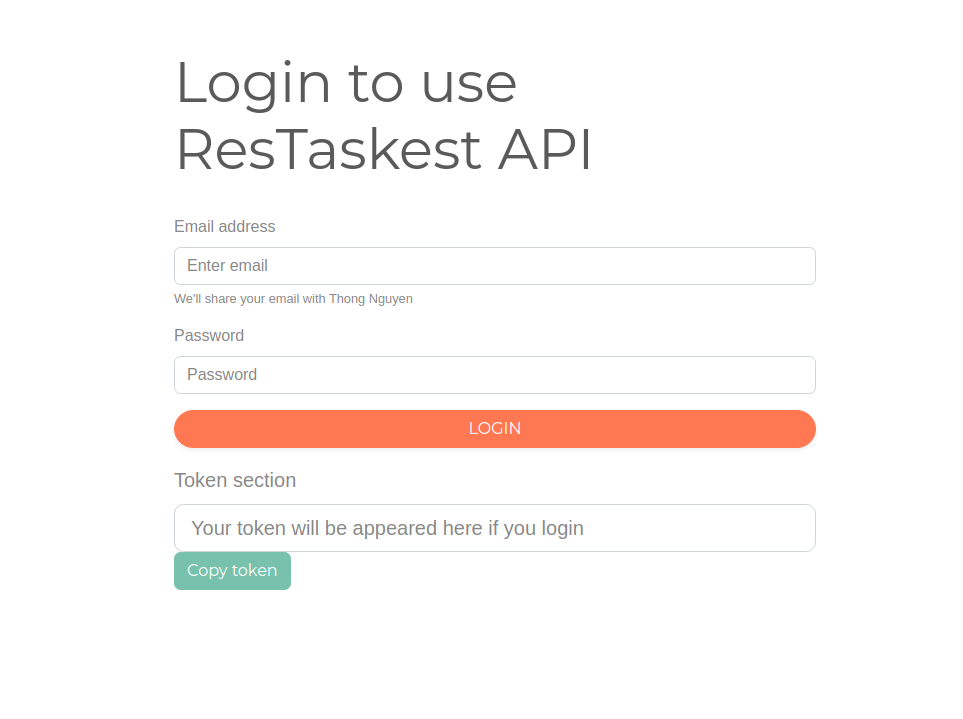 Login to use
ResTaskest API
Email address
Enter email
We'll share your email with Thong Nguyen
Password
Password
LOGIN
Token section
Your token will be appeared here if you login
Copy token